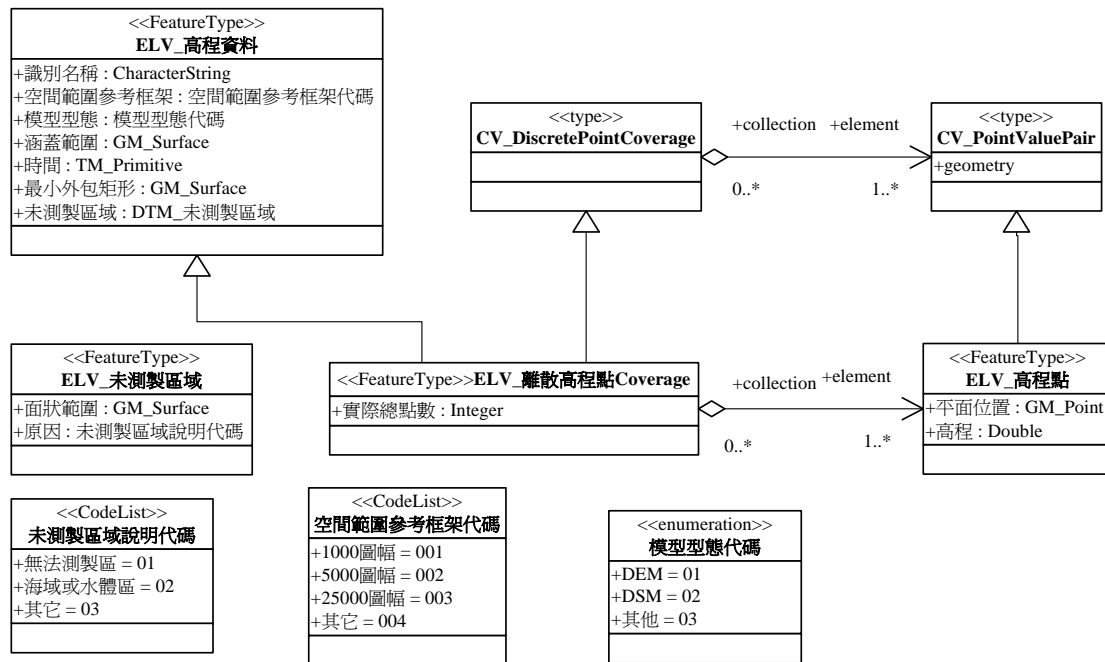 <<FeatureType>>
ELV_高程資料
+識別名稱 : CharacterString
+空間範圍參考框架 : 空間範圍參考框架代碼
+模型型態 : 模型型態代碼
+涵蓋範圍 : GM_Surface
+時間 : TM_Primitive
+最小外包矩形 : GM_Surface
+未測製區域 : DTM_未測製區域
<<type>>
CV_DiscretePointCoverage
+collection
+element
0..*
1..*
<<type>>
CV_PointValuePair
+geometry
<<FeatureType>>
ELV_未測製區域
+面狀範圍 : GM_Surface
+原因 : 未測製區域說明代碼
<<FeatureType>>ELV_離散高程點Coverage
+實際總點數 : Integer
+collection
+element
0..*
1..*
<<FeatureType>>
ELV_高程點
+平面位置 : GM_Point
+高程 : Double
<<CodeList>>
未測製區域說明代碼
+無法測製區 = 01
+海域或水體區 = 02
+其它 = 03
<<CodeList>>
空間範圍參考框架代碼
+1000圖幅 = 001
+5000圖幅 = 002
+25000圖幅 = 003
+其它 = 004
<<enumeration>>
模型型態代碼
+DEM = 01
+DSM = 02
+其他 = 03